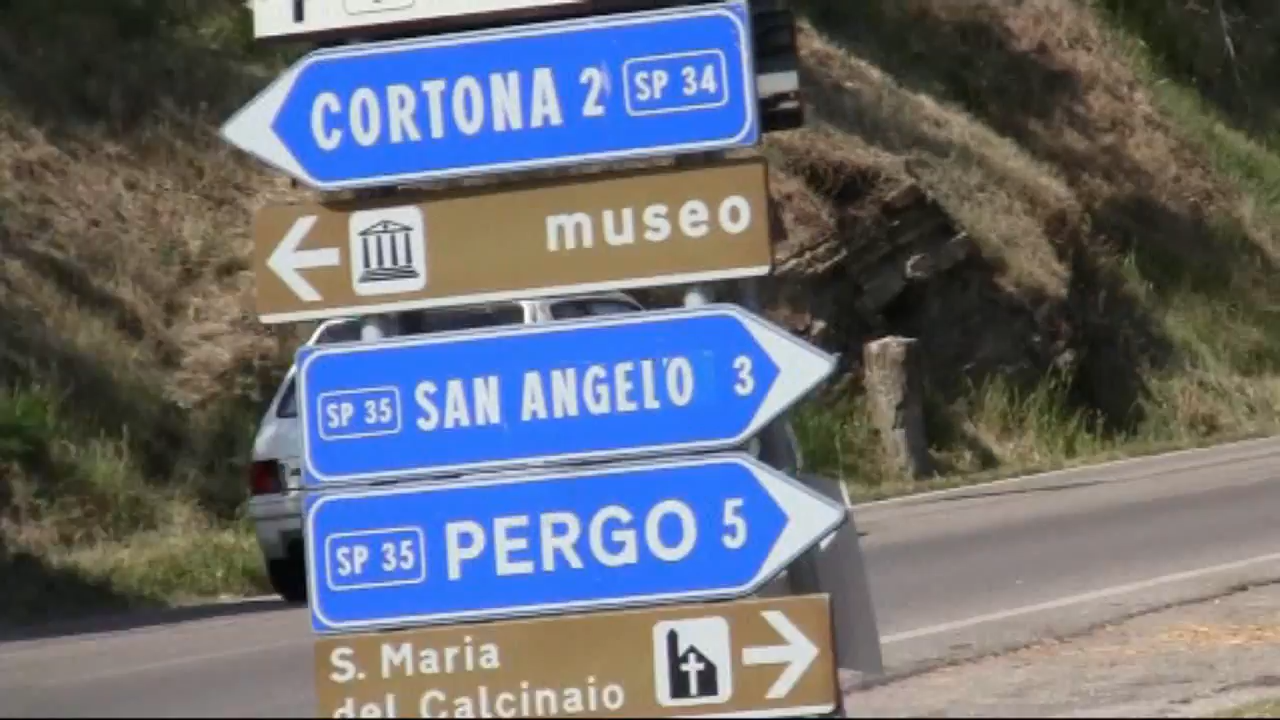 CORTONA 2 SP 34
museo
SP 35 SAN ANGELO 3
SP 35 PERGO 5
S. Maria
del Calcinaio